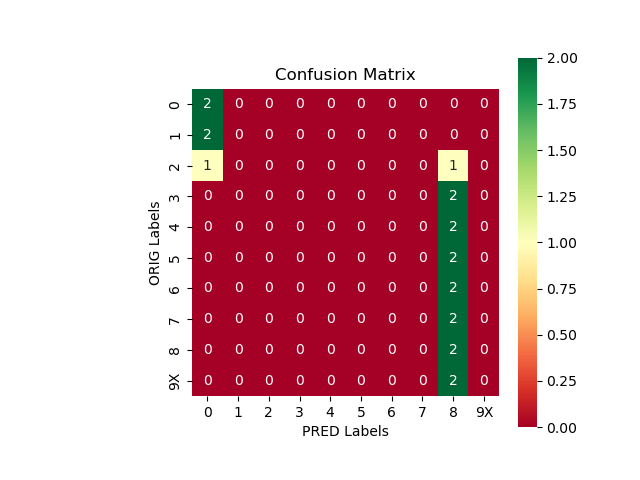 Confusion Matrix
ORIG Labels
0 2 0 0 0 0 0 0 0 0 0
1 2 0 0 0 0 0 0 0 0 0
2 1 0 0 0 0 0 0 0 1 0
3 0 0 0 0 0 0 0 0 2 0
4 0 0 0 0 0 0 0 0 2 0
5 0 0 0 0 0 0 0 0 2 0
6 0 0 0 0 0 0 0 0 2 0
7 0 0 0 0 0 0 0 0 2 0
8 0 0 0 0 0 0 0 0 2 0
9X 0 0 0 0 0 0 0 0 2 0
0 1 2 3 4 5 6 7 8 9X
PRED Labels
2.00
1.75
1.50
1.25
1.00
0.75
0.50
0.25
0.00